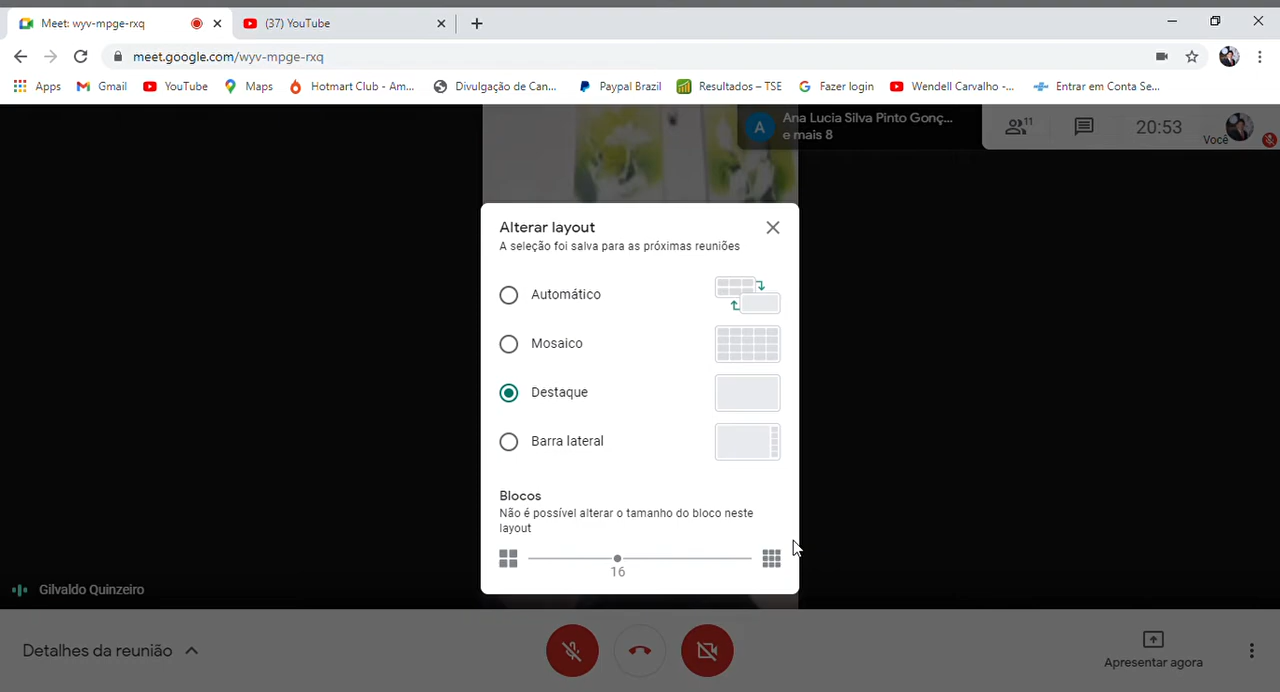 Meet: wyv-mpge-rxq
(37) YouTube
meet.google.com/wyv-mpge-rxq
Apps Gmail YouTube Maps Hotmart Club - Am... Divulgação de Can... Paypal Brazil Resultados – TSE Fazer login Wendell Carvalho -... Entrar em Conta Se...
A
Ana Lucia Silva Pinto Gonç...
e mais 8
11
20:53
Você
Alterar layout
A seleção foi salva para as próximas reuniões
Automático
Mosaico
Destaque
Barra lateral
Blocos
Não é possível alterar o tamanho do bloco neste
layout
16
Gilvaldo Quinzeiro
Detalhes da reunião
Apresentar agora